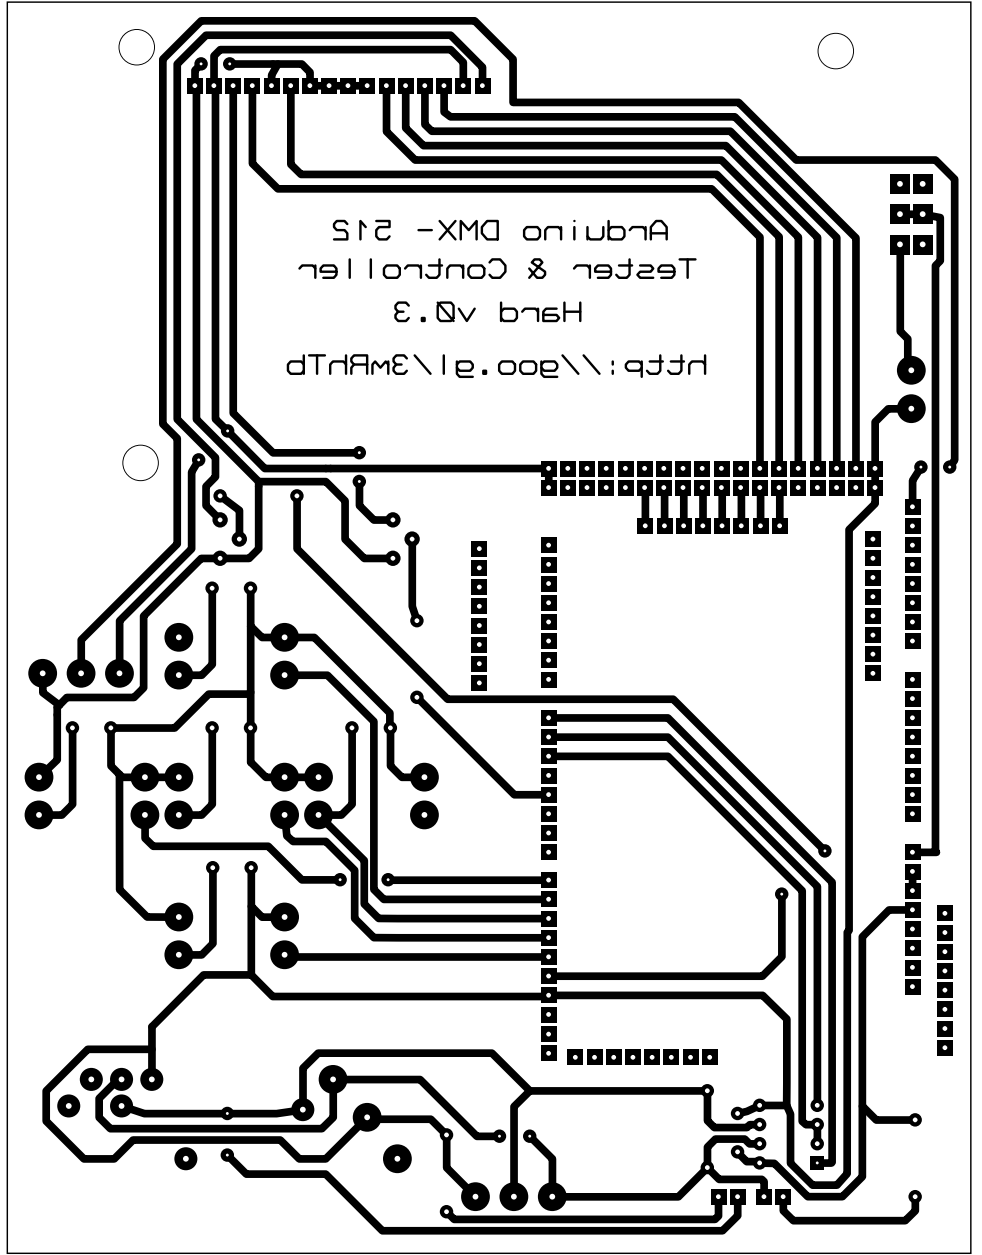 Arduino DMX- 512
Tester & Controller
Hard v0.3
http://goo.gl/3mRhTb